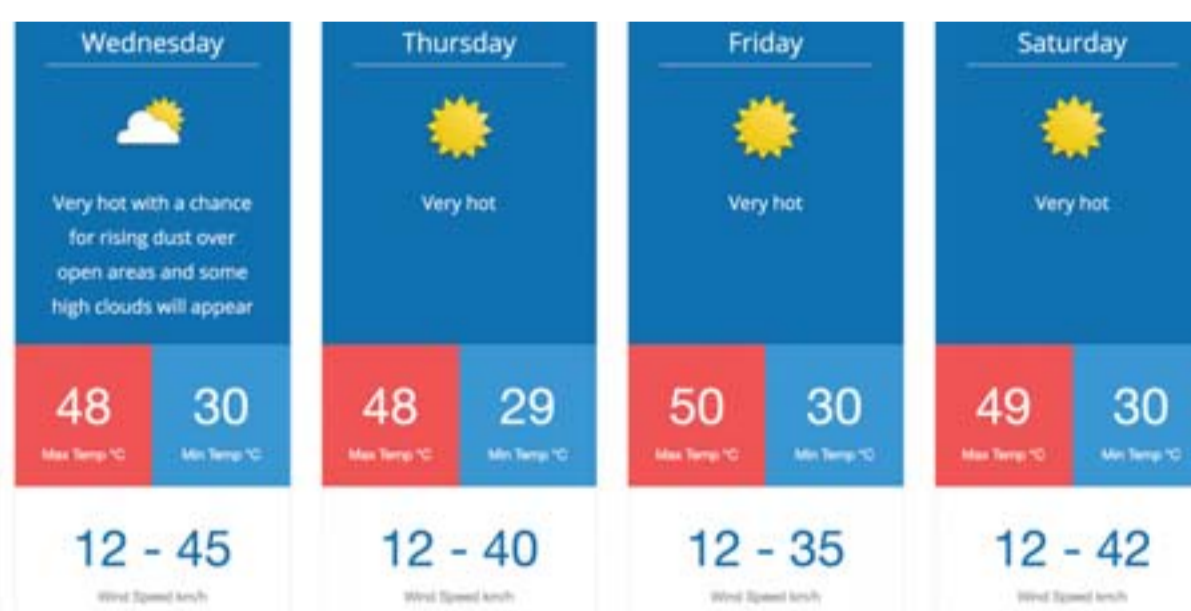 Wednesday
Very hot with a chance
for rising dust over
open areas and some
high clouds will appear
48
Max Temp °C
30
Min Temp °C
12 - 45
Wind Speed km/h
Thursday
Very hot
48
Max Temp °C
29
Min Temp °C
12 - 40
Wind Speed km/h
Friday
Very hot
50
Max Temp °C
30
Min Temp °C
12 - 35
Wind Speed km/h
Saturday
Very hot
49
Max Temp °C
30
Min Temp °C
12 - 42
Wind Speed km/h